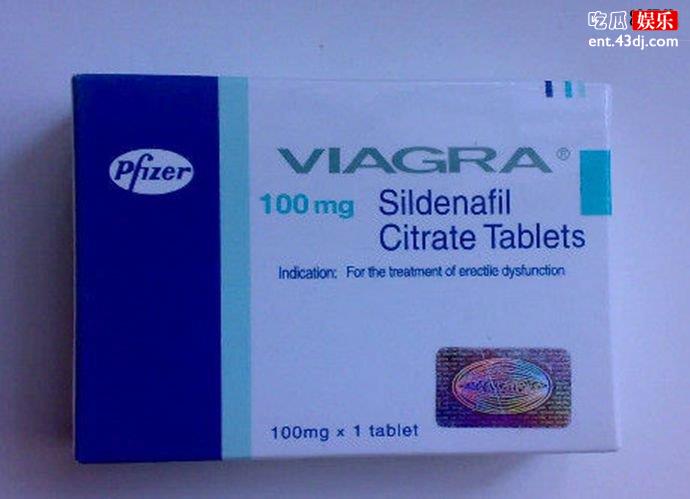 吃瓜 娱乐
ent.43dj.com
Pfizer
VIAGRA®
100 mg Sildenafil
Citrate Tablets
Indication: For the treatment of erectile dysfunction
100mg × 1 tablet